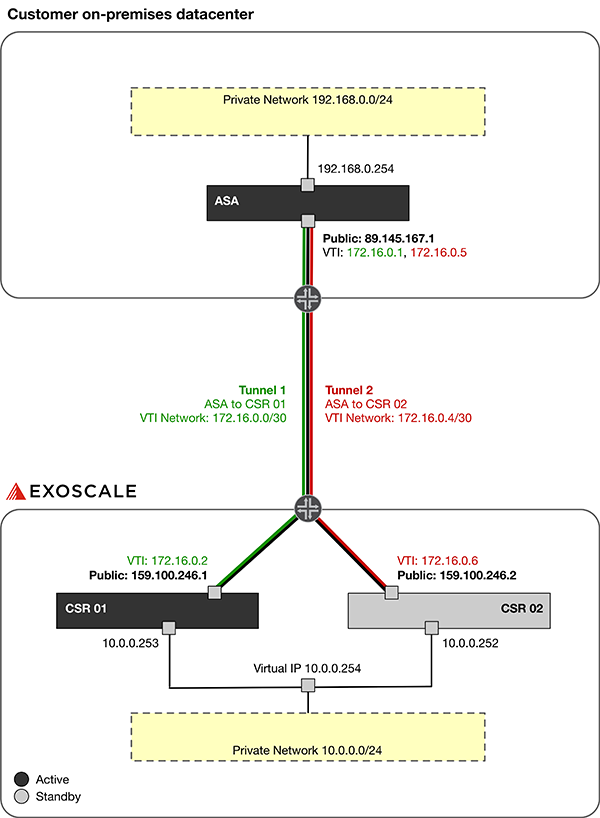 Customer on-premises datacenter
Private Network 192.168.0.0/24
192.168.0.254
ASA
Public: 89.145.167.1
VTI: 172.16.0.1, 172.16.0.5
Tunnel 1
ASA to CSR 01
VTI Network: 172.16.0.0/30
Tunnel 2
ASA to CSR 02
VTI Network: 172.16.0.4/30
EXOSCALE
VTI: 172.16.0.2
Public: 159.100.246.1
VTI: 172.16.0.6
Public: 159.100.246.2
CSR 01
CSR 02
10.0.0.253
10.0.0.252
Virtual IP 10.0.0.254
Private Network 10.0.0.0/24
Active
Standby